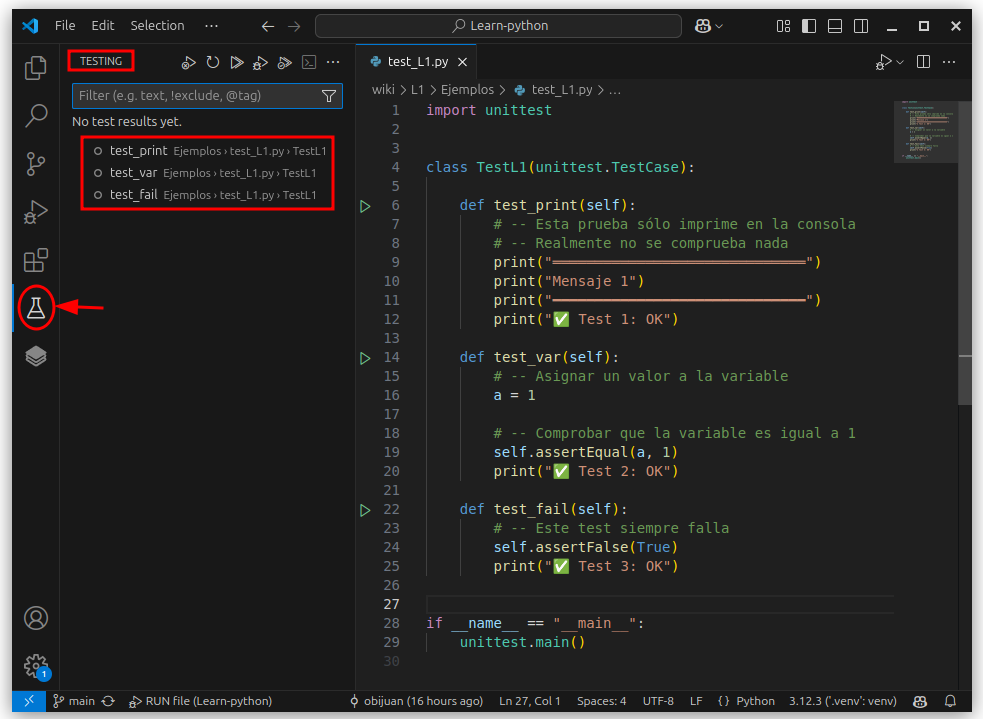 File Edit Selection ··· Learn-python
TESTING
Filter (e.g. text, !exclude, @tag)
No test results yet.
test_print Ejemplos › test_L1.py › TestL1
test_var Ejemplos › test_L1.py › TestL1
test_fail Ejemplos › test_L1.py › TestL1
test_L1.py
wiki > L1 > Ejemplos > test_L1.py > ...
1 import unittest
2
3
4 class TestL1(unittest.TestCase):
5
6 def test_print(self):
7 # -- Esta prueba sólo imprime en la consola
8 # -- Realmente no se comprueba nada
9 print("══════════════════════════════")
10 print("Mensaje 1")
11 print("━━━━━━━━━━━━━━━━━━━━━━━━━━━━━━")
12 print("✅ Test 1: OK")
13
14 def test_var(self):
15 # -- Asignar un valor a la variable
16 a = 1
17
18 # -- Comprobar que la variable es igual a 1
19 self.assertEqual(a, 1)
20 print("✅ Test 2: OK")
21
22 def test_fail(self):
23 # -- Este test siempre falla
24 self.assertFalse(True)
25 print("✅ Test 3: OK")
26
27
28 if __name__ == "__main__":
29 unittest.main()
30
1
main RUN file (Learn-python) obijuan (16 hours ago) Ln 27, Col 1 Spaces: 4 UTF-8 LF {} Python 3.12.3 ('.venv': venv)